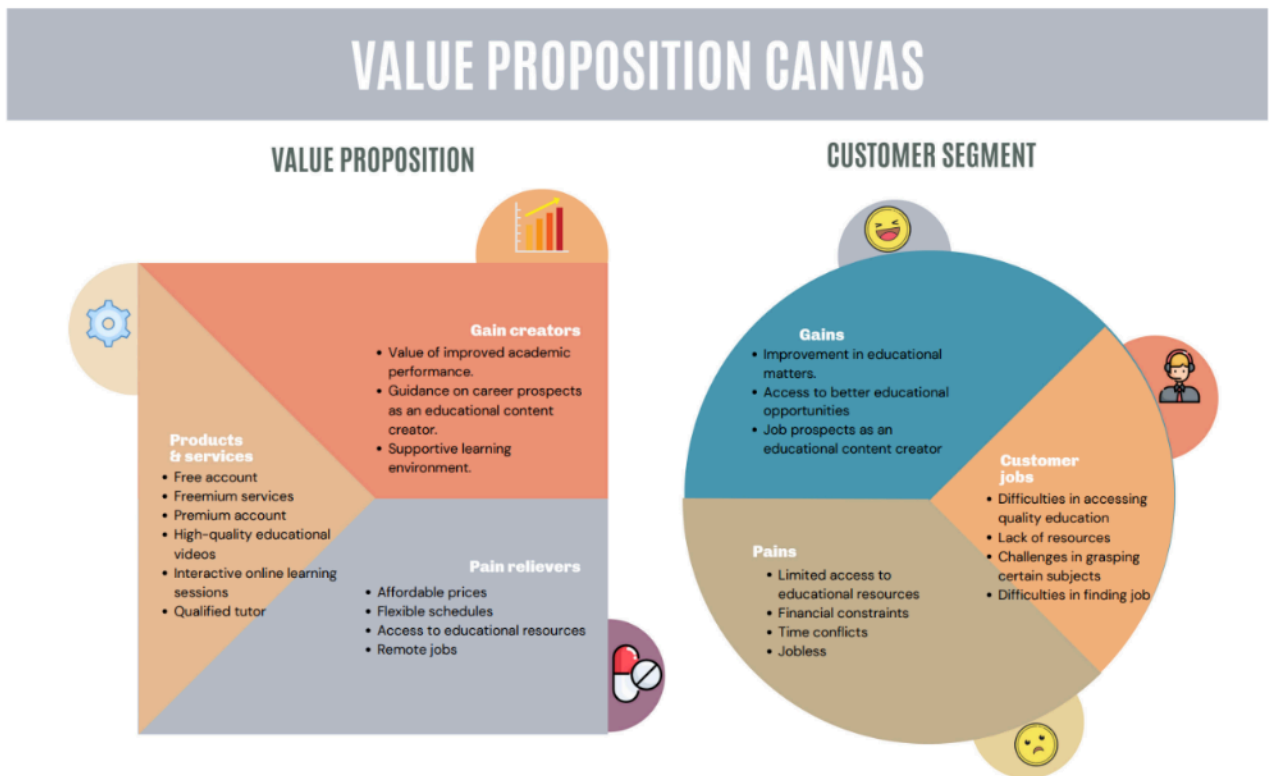 VALUE PROPOSITION CANVAS
VALUE PROPOSITION
Products
& services
• Free account
• Freemium services
• Premium account
• High-quality educational
videos
• Interactive online learning
sessions
• Qualified tutor
Gain creators
• Value of improved academic
performance.
• Guidance on career prospects
as an educational content
creator.
• Supportive learning
environment.
Pain relievers
• Affordable prices
• Flexible schedules
• Access to educational resources
• Remote jobs
CUSTOMER SEGMENT
Gains
• Improvement in educational
matters.
• Access to better educational
opportunities
• Job prospects as an
educational content creator
Customer
jobs
• Difficulties in accessing
quality education
• Lack of resources
• Challenges in grasping
certain subjects
• Difficulties in finding job
Pains
• Limited access to
educational resources
• Financial constraints
• Time conflicts
• Jobless